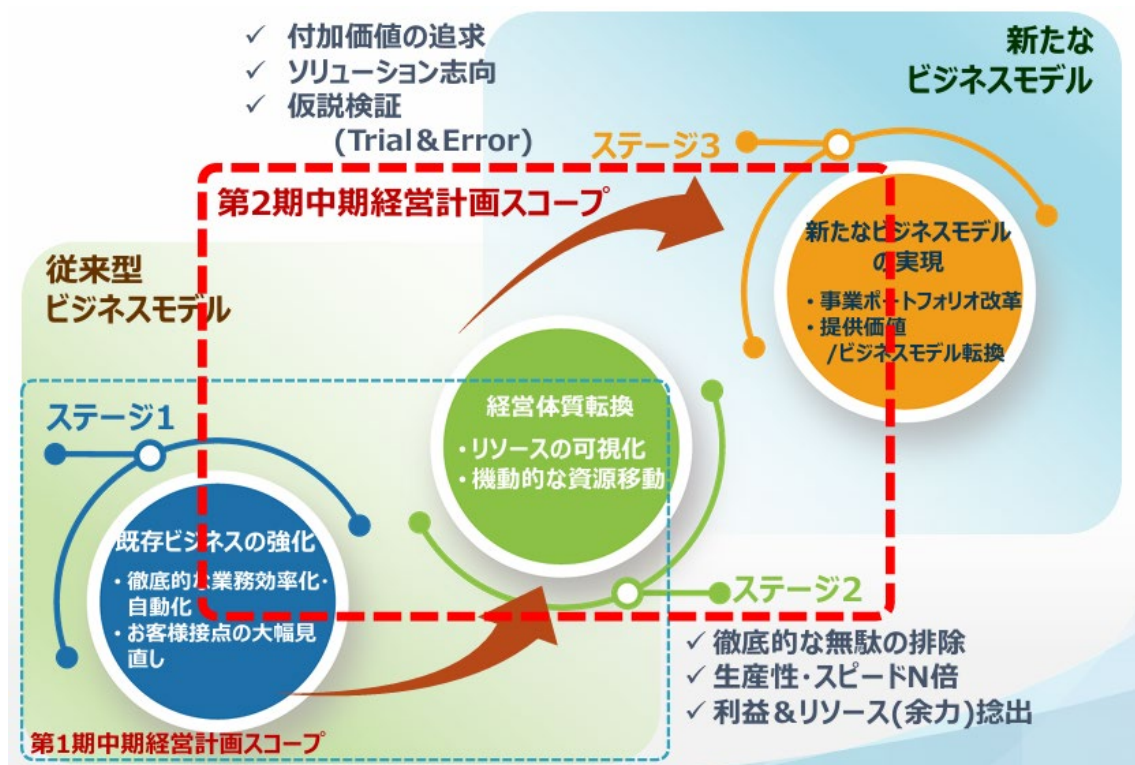 ✓ 付加価値の追求
✓ ソリューション志向
✓ 仮説検証
(Trial&Error)
新たな
ビジネスモデル
ステージ3
第2期中期経営計画スコープ
新たなビジネスモデル
の実現
・事業ポートフォリオ改革
・提供価値
/ビジネスモデル転換
従来型
ビジネスモデル
経営体質転換
・リソースの可視化
・機動的な資源移動
ステージ1
既存ビジネスの強化
・徹底的な業務効率化・
自動化
・お客様接点の大幅見
直し
ステージ2
✓ 徹底的な無駄の排除
✓ 生産性・スピードN倍
✓ 利益&リソース(余力)捻出
第1期中期経営計画スコープ